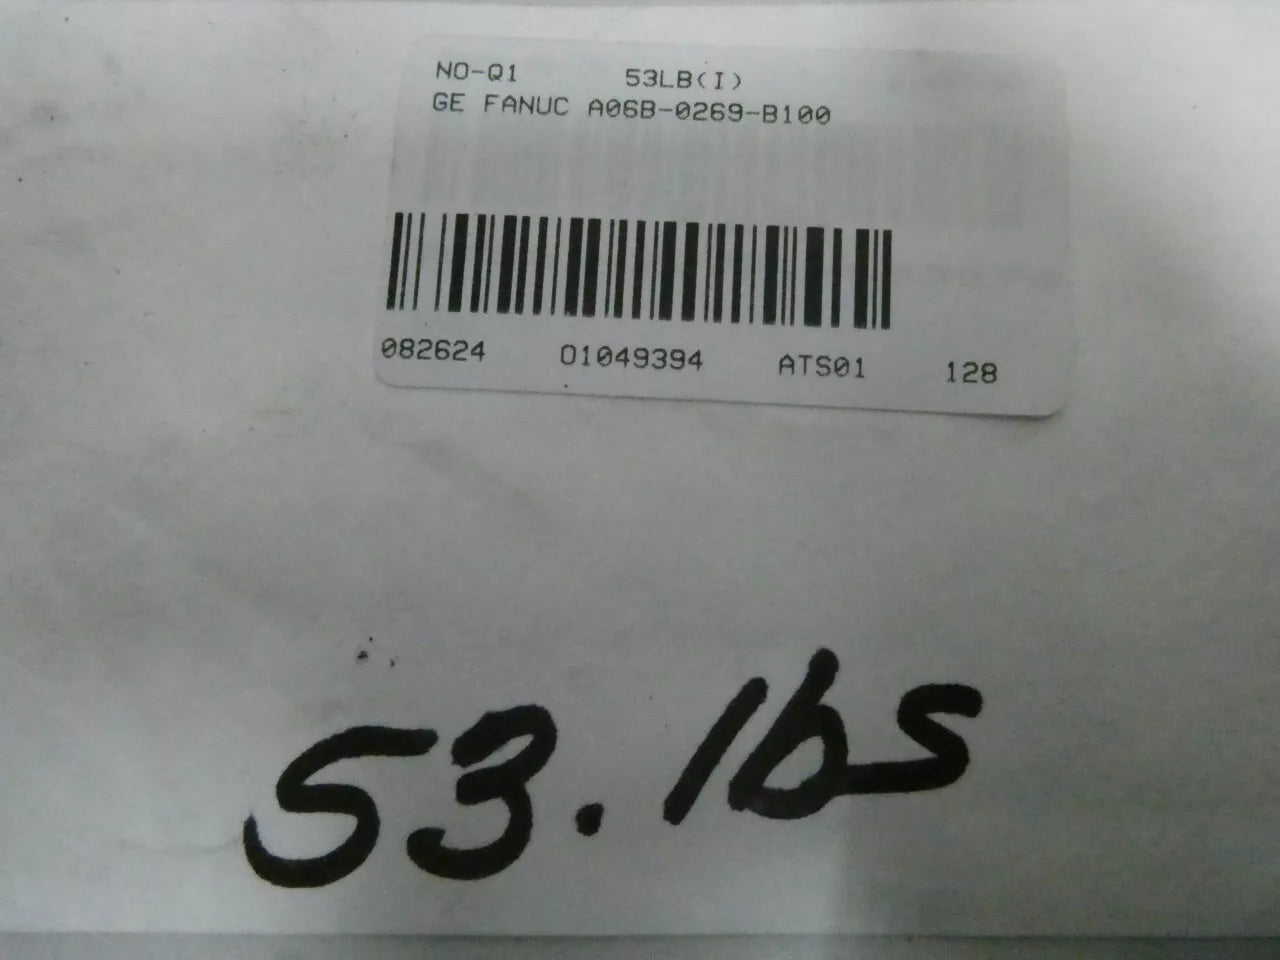 NO-Q1 53LB(I)
GE FANUC A06B-0269-B100
082624 01049394 ATS01 128
53.lbs